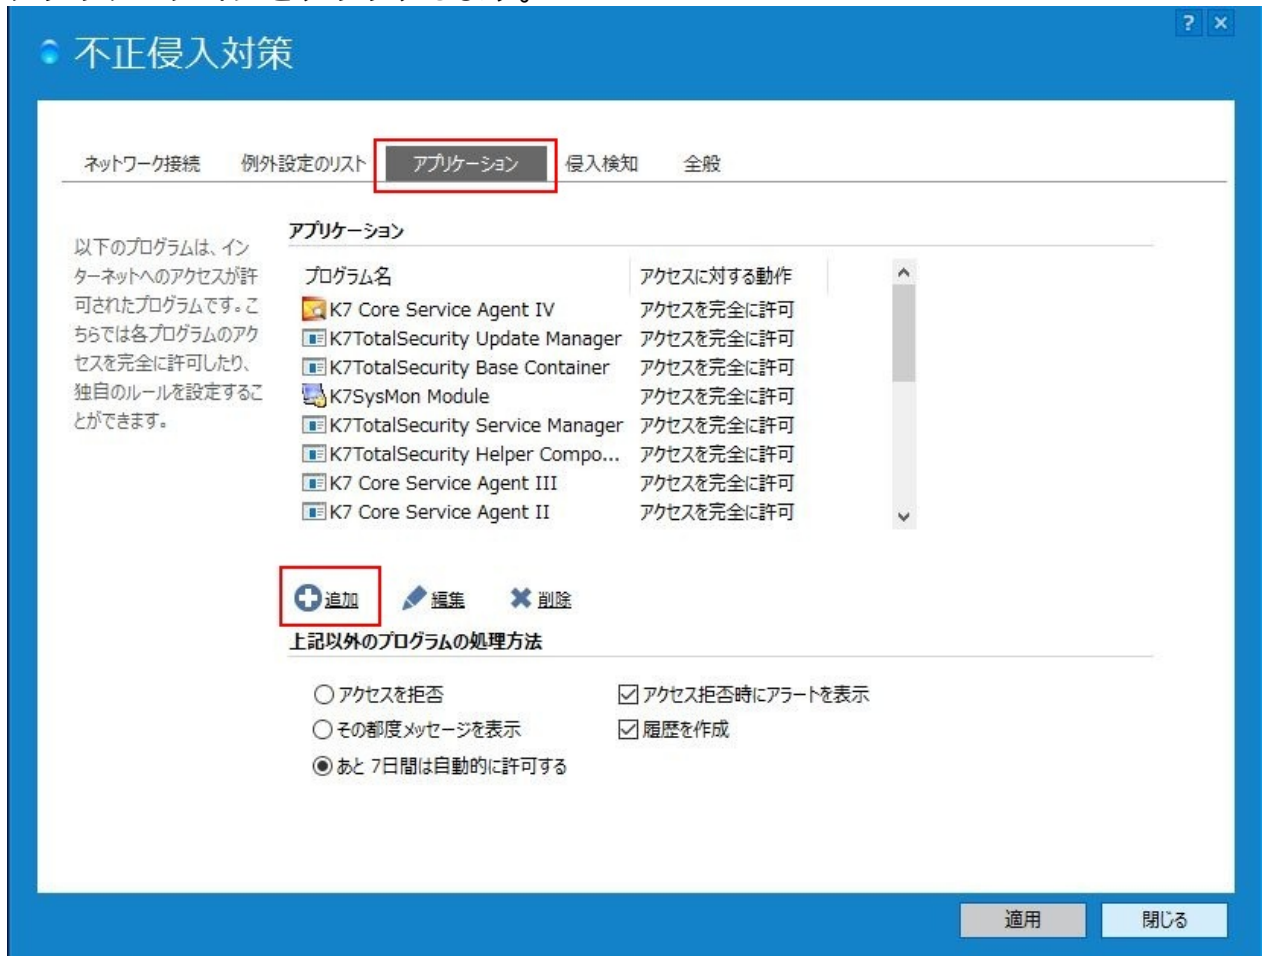 ? ×
不正侵入対策
ネットワーク接続 例外設定のリスト アプリケーション 侵入検知 全般
以下のプログラムは、イン
ターネットへのアクセスが許
可されたプログラムです。こ
ちらでは各プログラムのアク
セスを完全に許可したり、
独自のルールを設定するこ
とができます。
アプリケーション
プログラム名 アクセスに対する動作
K7 Core Service Agent IV アクセスを完全に許可
K7TotalSecurity Update Manager アクセスを完全に許可
K7TotalSecurity Base Container アクセスを完全に許可
K7SysMon Module アクセスを完全に許可
K7TotalSecurity Service Manager アクセスを完全に許可
K7TotalSecurity Helper Compo... アクセスを完全に許可
K7 Core Service Agent III アクセスを完全に許可
K7 Core Service Agent II アクセスを完全に許可
追加 編集 削除
上記以外のプログラムの処理方法
アクセスを拒否 アクセス拒否時にアラートを表示
その都度メッセージを表示 履歴を作成
あと 7日間は自動的に許可する
適用 閉じる